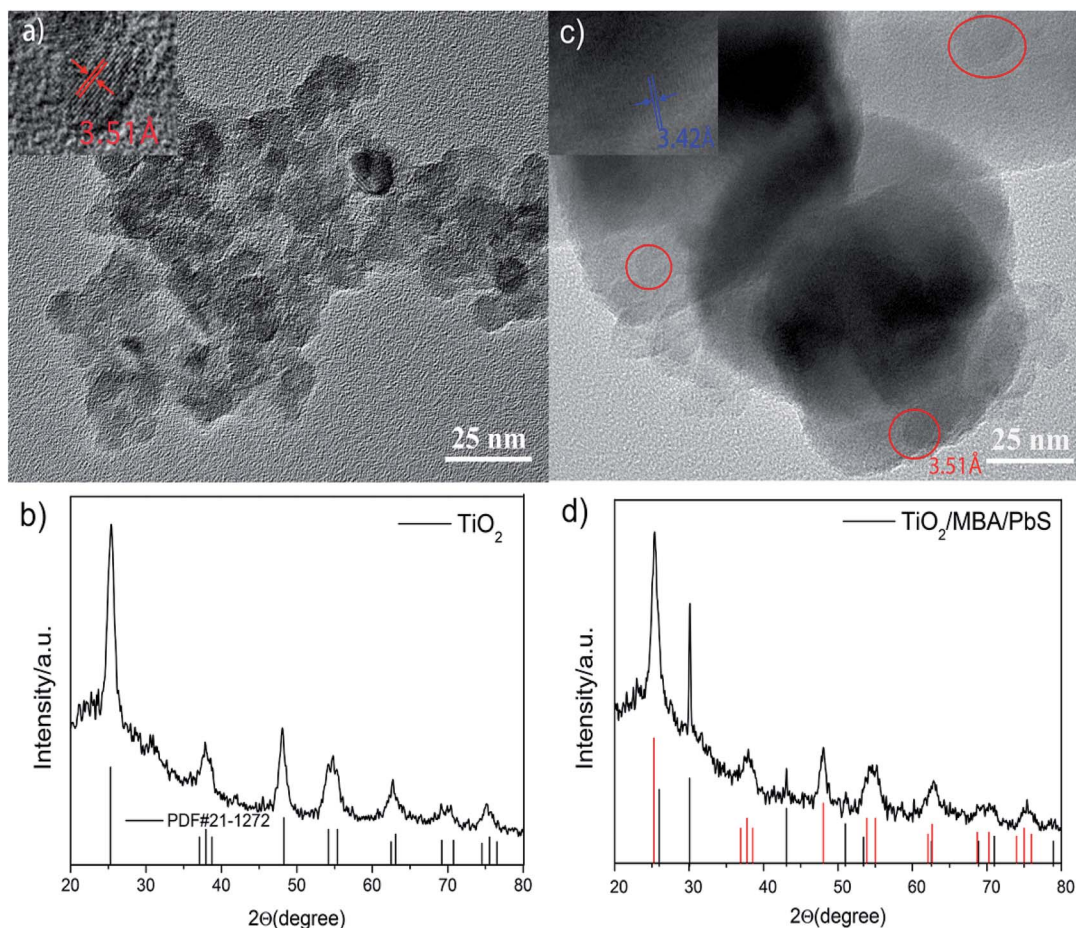 a)
3.51Å
25 nm
c)
3.42Å
3.51Å
25 nm
b)
TiO2
PDF#21-1272
Intensity/a.u.
20 30 40 50 60 70 80
2Θ(degree)
d)
TiO2/MBA/PbS
Intensity/a.u.
20 30 40 50 60 70 80
2Θ(degree)